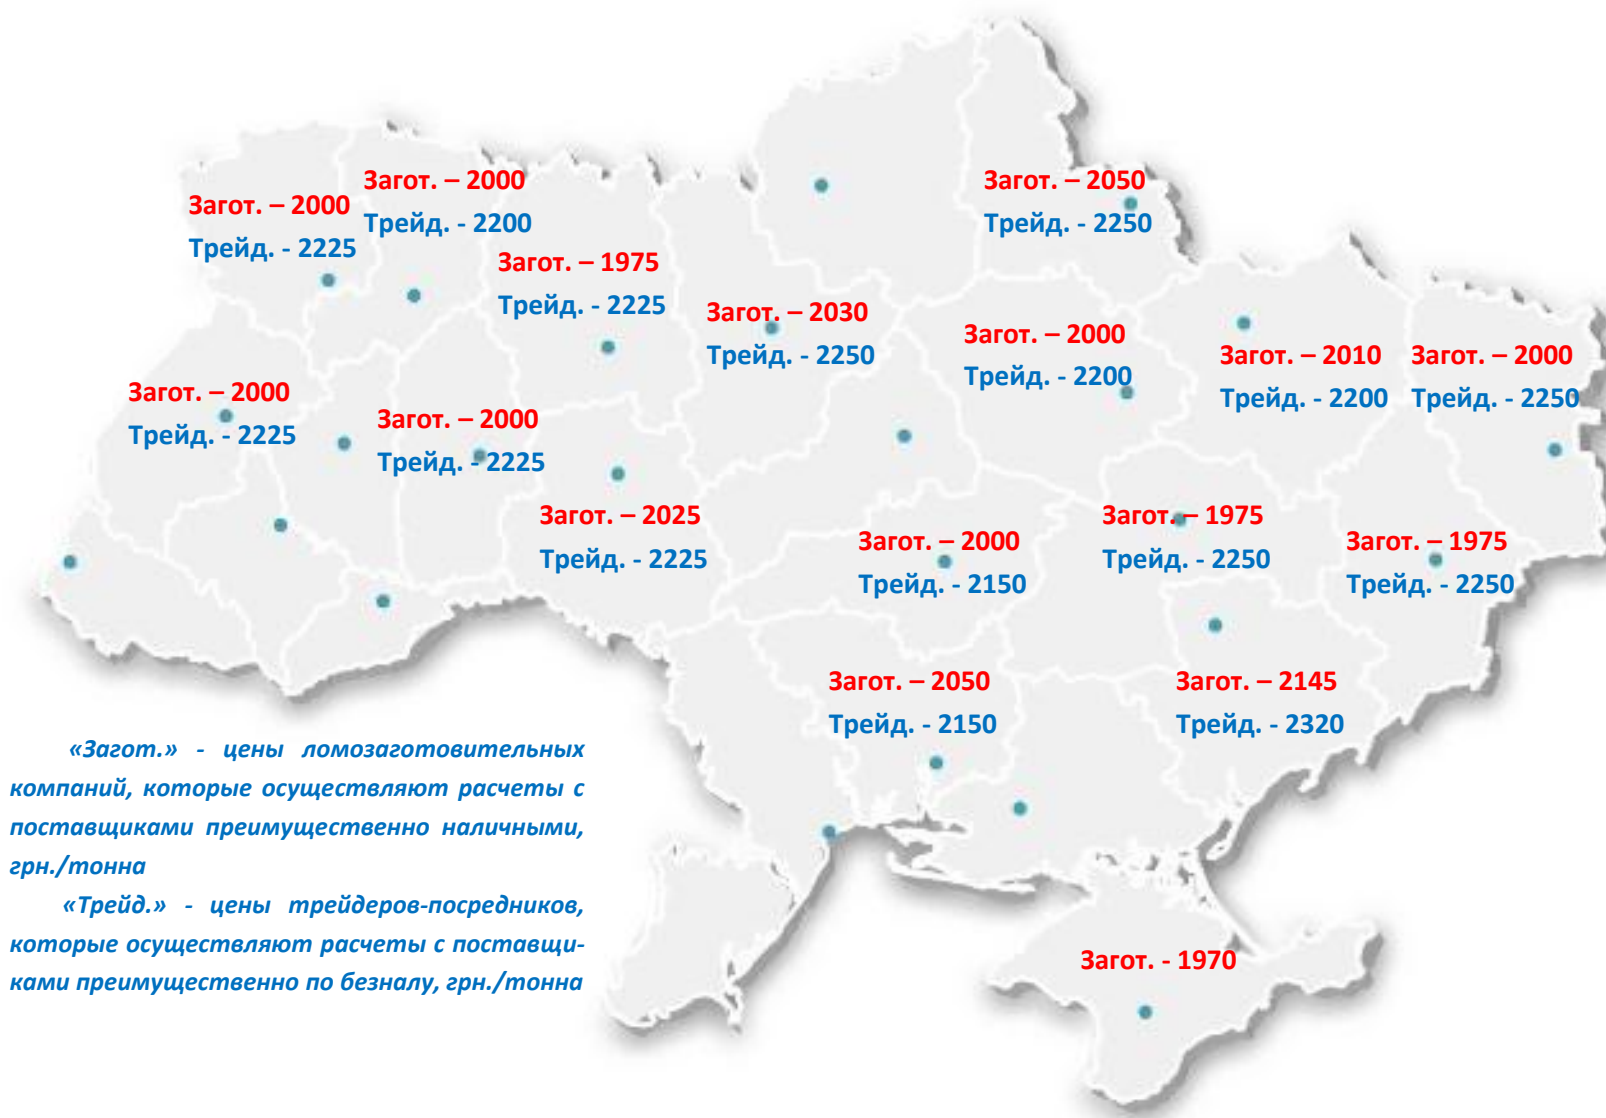 Загот. – 2000
Трейд. - 2225
Загот. – 2000
Трейд. - 2200
Загот. – 1975
Трейд. - 2225
Загот. – 2030
Трейд. - 2250
Загот. – 2050
Трейд. - 2250
Загот. – 2000
Трейд. - 2200
Загот. – 2010
Трейд. - 2200
Загот. – 2000
Трейд. - 2250
Загот. – 2000
Трейд. - 2225
Загот. – 2000
Трейд. - 2225
Загот. – 2025
Трейд. - 2225
Загот. – 2000
Трейд. - 2150
Загот. – 1975
Трейд. - 2250
Загот. – 1975
Трейд. - 2250
Загот. – 2050
Трейд. - 2150
Загот. – 2145
Трейд. - 2320
«Загот.» - цены ломозаготовительных
компаний, которые осуществляют расчеты с
поставщиками преимущественно наличными,
грн./тонна
«Трейд.» - цены трейдеров-посредников,
которые осуществляют расчеты с поставщи-
ками преимущественно по безналу, грн./тонна
Загот. - 1970